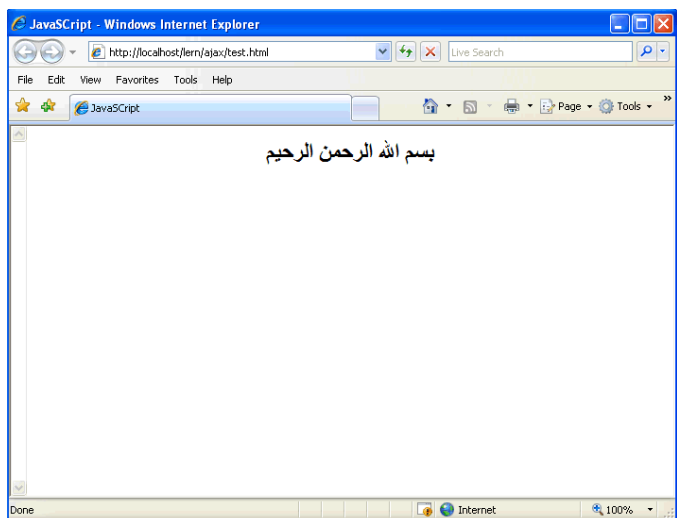 JavaSCript - Windows Internet Explorer
http://localhost/lern/ajax/test.html
Live Search
File Edit View Favorites Tools Help
JavaSCript
Page Tools »
بسم الله الرحمن الرحيم
Done Internet 100%